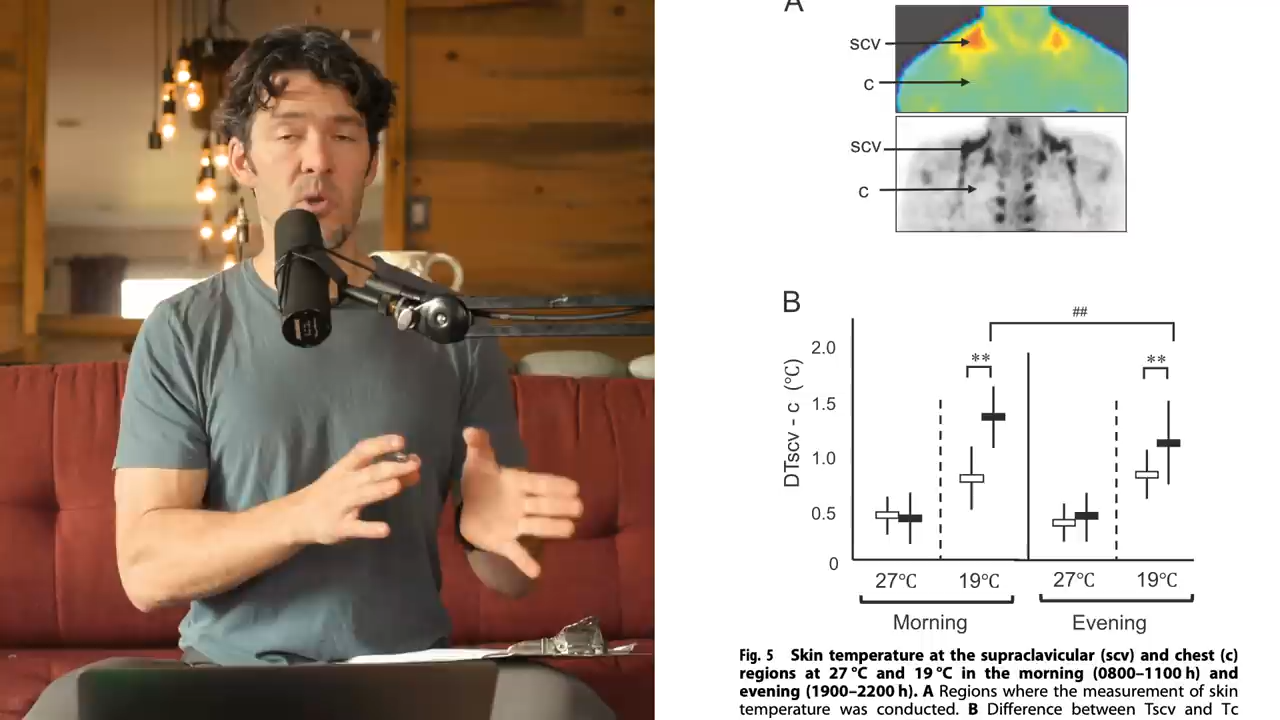 A
scv
c
scv
c
B
##
**
**
DTscv - c (°C)
2.0
1.5
1.0
0.5
0
27°C
19°C
27°C
19°C
Morning
Evening
Fig. 5 Skin temperature at the supraclavicular (scv) and chest (c)
regions at 27 °C and 19 °C in the morning (0800–1100 h) and
evening (1900–2200 h). A Regions where the measurement of skin
temperature was conducted. B Difference between Tscv and Tc